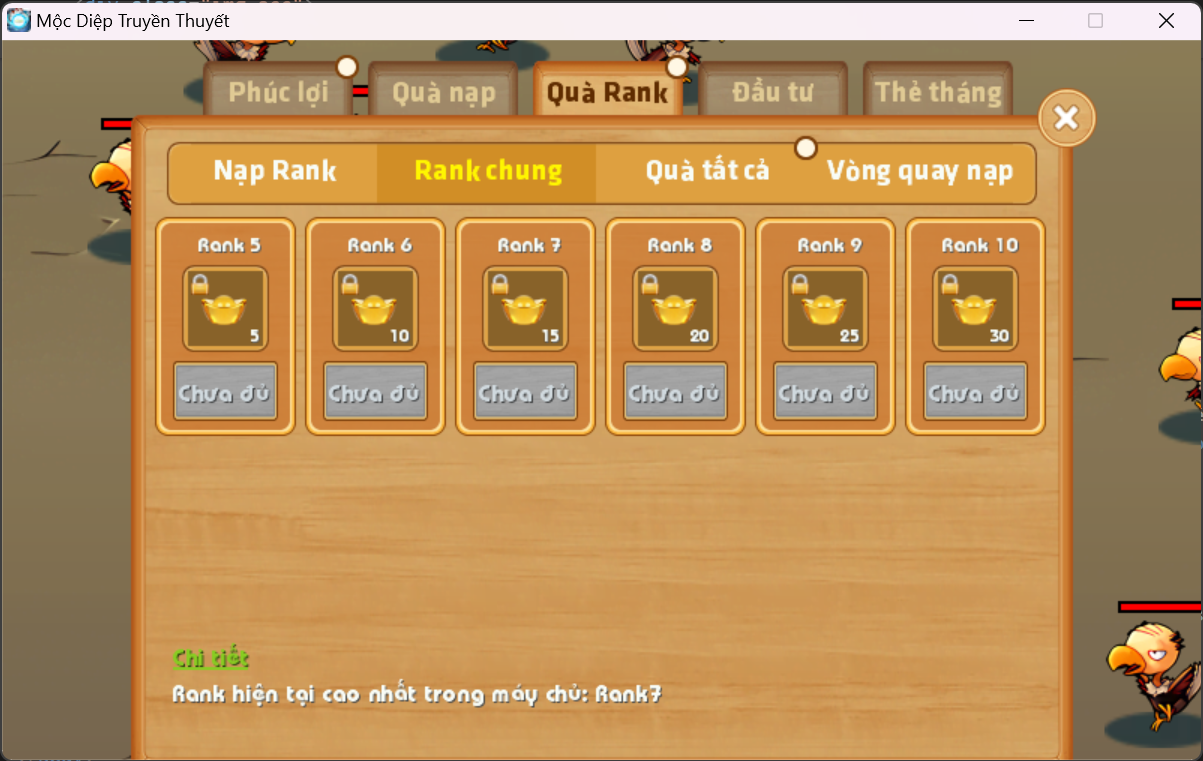 Mộc Diệp Truyền Thuyết
Phúc lợi
Quà nạp
Quà Rank
Đầu tư
Thẻ tháng
Nạp Rank
Rank chung
Quà tất cả
Vòng quay nạp
Rank 5
Rank 6
Rank 7
Rank 8
Rank 9
Rank 10
5
10
15
20
25
30
Chưa đủ
Chưa đủ
Chưa đủ
Chưa đủ
Chưa đủ
Chưa đủ
Chi tiết
Rank hiện tại cao nhất trong máy chủ: Rank7